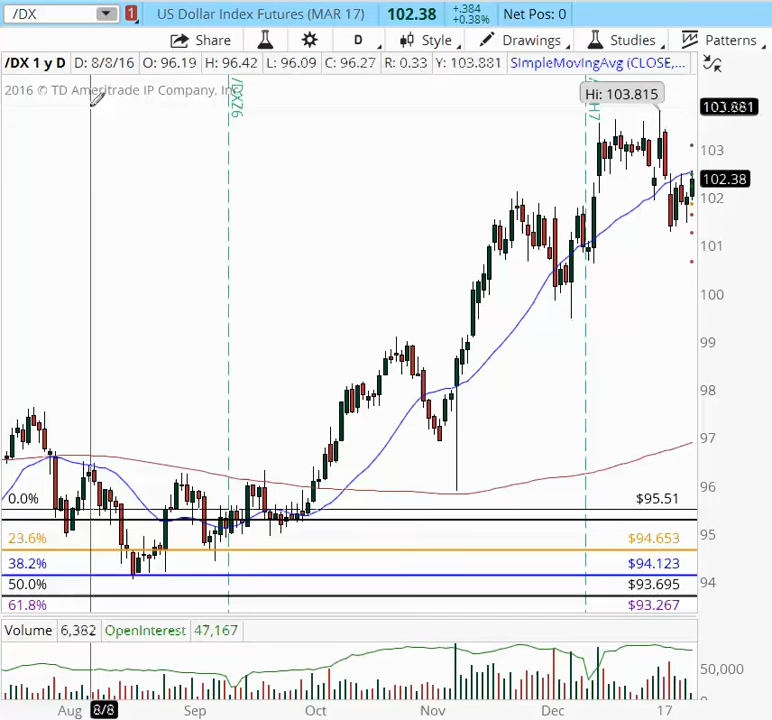 /DX 1 US Dollar Index Futures (MAR 17) 102.38 +.384 +0.38% Net Pos: 0
Share D Style Drawings Studies Patterns
/DX 1 y D D: 8/8/16 O: 96.19 H: 96.42 L: 96.09 C: 96.27 R: 0.33 Y: 103.881 SimpleMovingAvg (CLOSE,...
2016 © TD Ameritrade IP Company, Inc.
/DXZ6
Hi: 103.815
103.881
103
102.38
102
101
100
99
98
97
96
95
94
0.0% $95.51
23.6% $94.653
38.2% $94.123
50.0% $93.695
61.8% $93.267
Volume 6,382 OpenInterest 47,167
50,000
0
Aug 8/8 Sep Oct Nov Dec 17